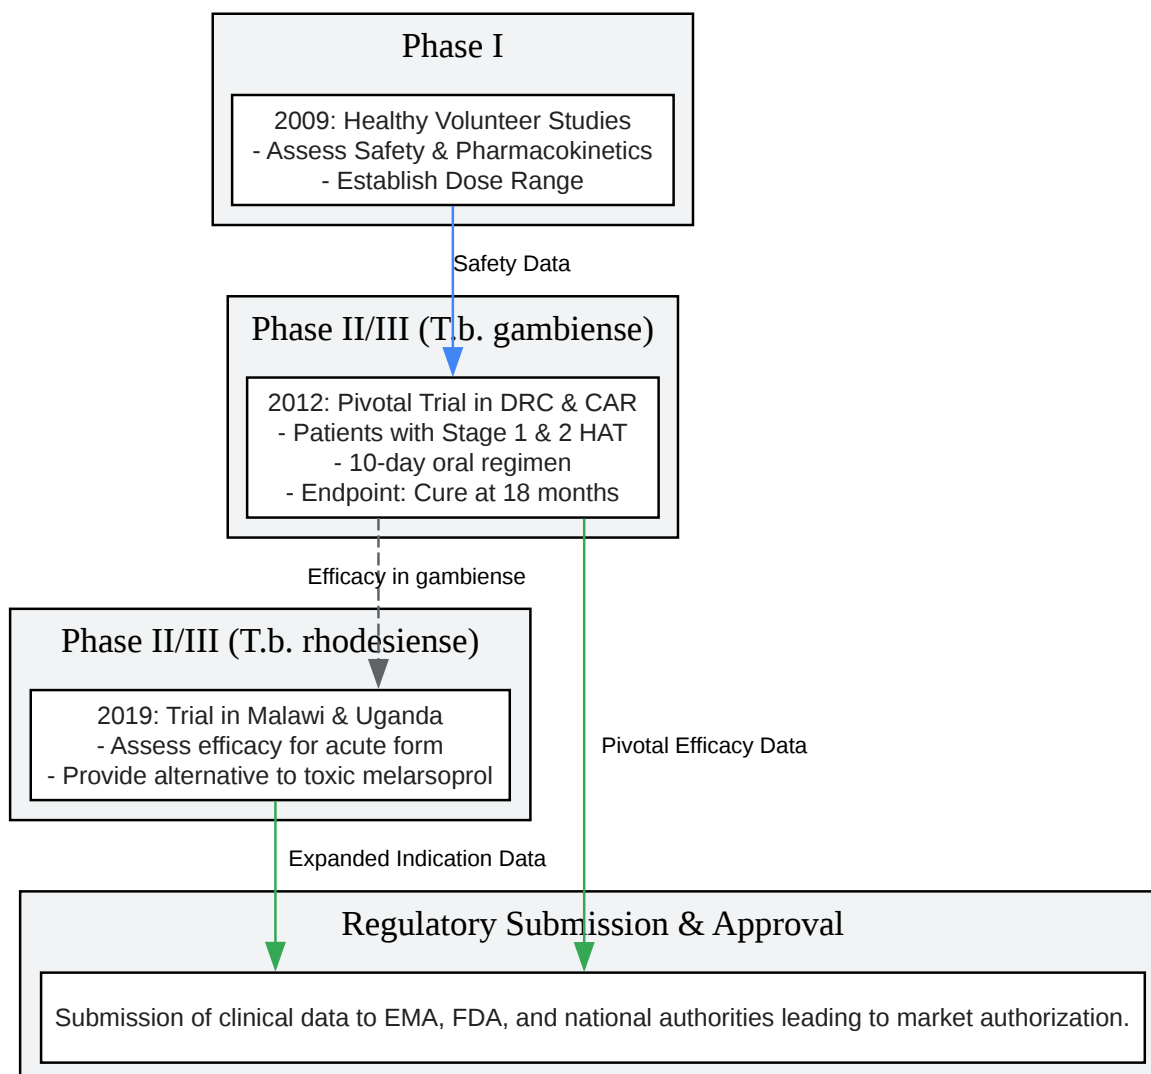 Phase I
2009: Healthy Volunteer Studies
- Assess Safety & Pharmacokinetics
- Establish Dose Range
Safety Data
Phase II/III (T.b. gambiense)
2012: Pivotal Trial in DRC & CAR
- Patients with Stage 1 & 2 HAT
- 10-day oral regimen
- Endpoint: Cure at 18 months
Efficacy in gambiense
Phase II/III (T.b. rhodesiense)
2019: Trial in Malawi & Uganda
- Assess efficacy for acute form
- Provide alternative to toxic melarsoprol
Pivotal Efficacy Data
Expanded Indication Data
Regulatory Submission & Approval
Submission of clinical data to EMA, FDA, and national authorities leading to market authorization.